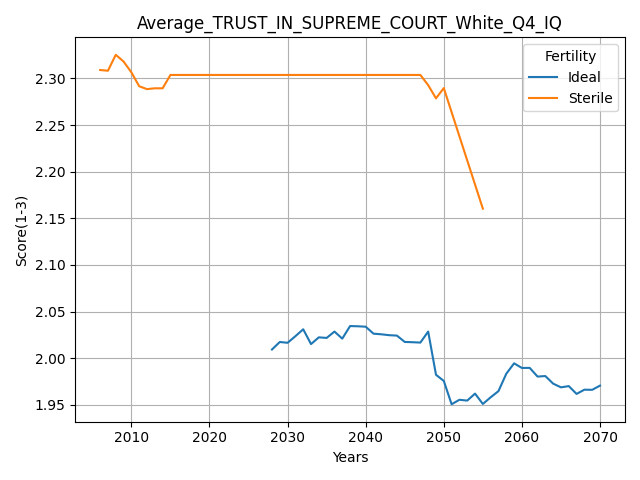 Average_TRUST_IN_SUPREME_COURT_White_Q4_IQ
Fertility
Ideal
Sterile
Score(1-3)
2.30
2.25
2.20
2.15
2.10
2.05
2.00
1.95
2010
2020
2030
2040
2050
2060
2070
Years